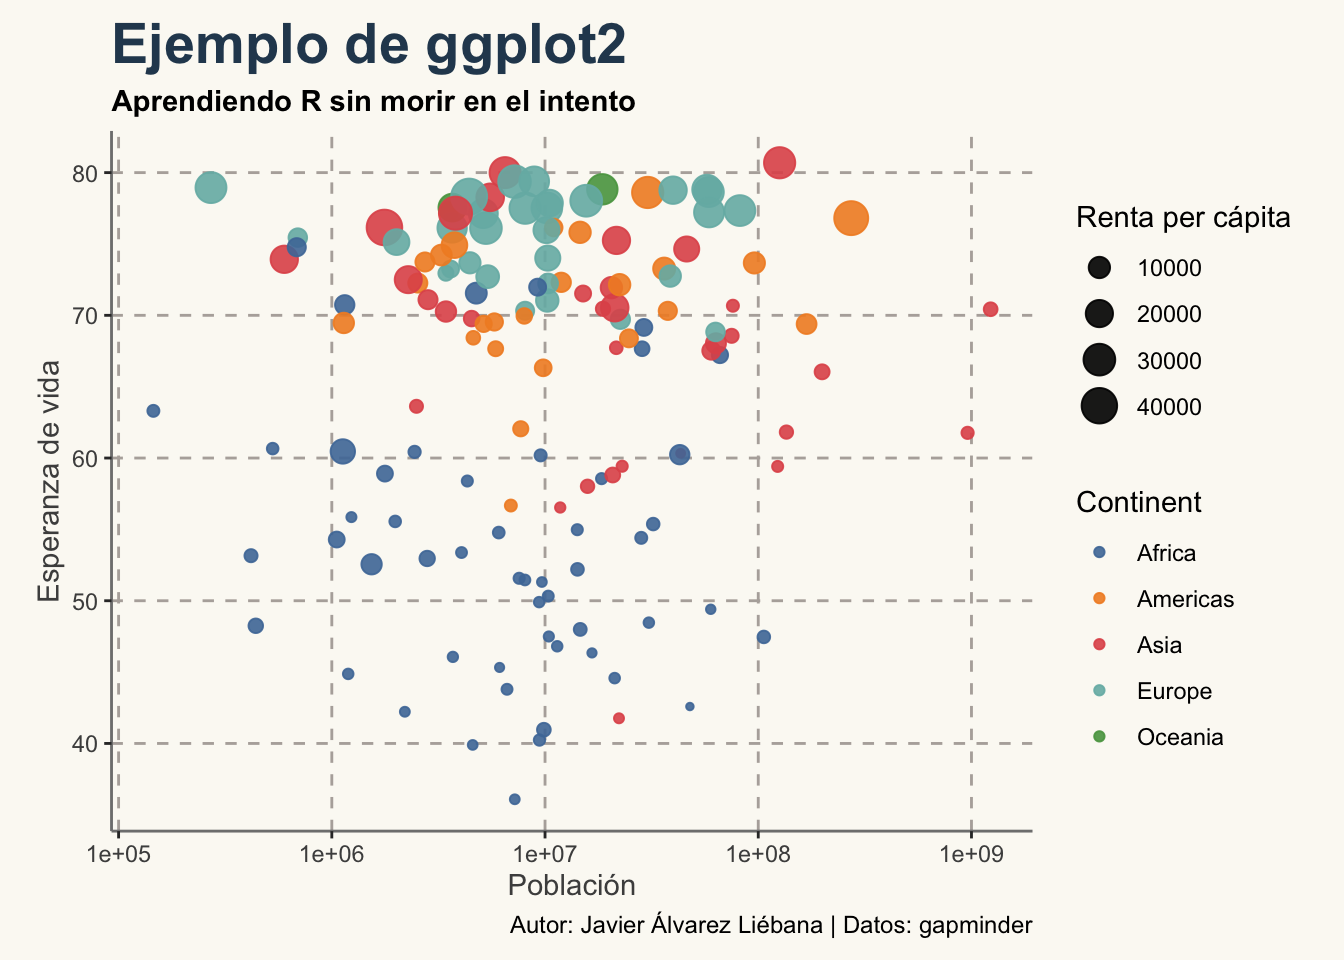 Ejemplo de ggplot2
Aprendiendo R sin morir en el intento
Esperanza de vida
80
70
60
50
40
1e+05
1e+06
1e+07
1e+08
1e+09
Población
Autor: Javier Álvarez Liébana | Datos: gapminder
Renta per cápita
10000
20000
30000
40000
Continent
Africa
Americas
Asia
Europe
Oceania